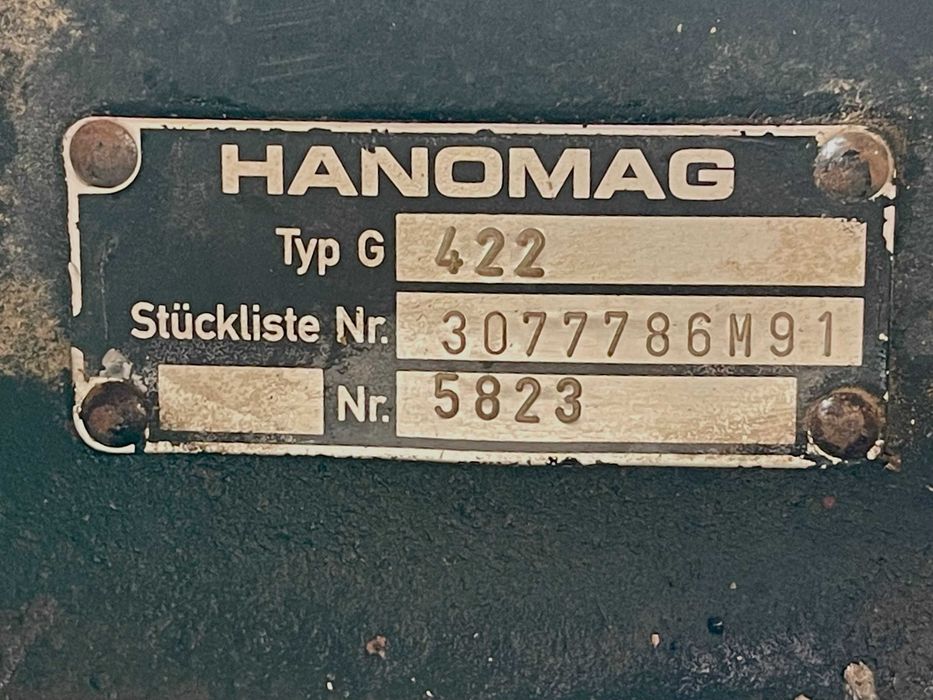 HANOMAG
Typ G 422
Stückliste Nr. 3077786M91
Nr. 5823